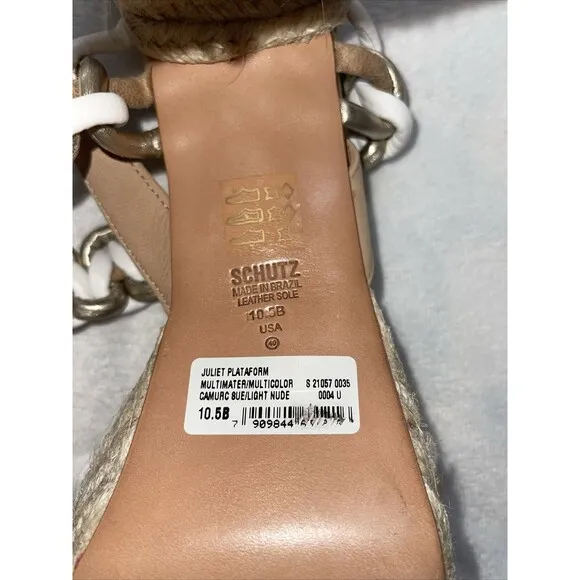 SCHUTZ
MADE IN BRAZIL
LEATHER SOLE
10.5B
USA
40
JULIET PLATAFORM
MULTIMATER/MULTICOLOR S 21057 0035
CAMURC SUE/LIGHT NUDE 0004 U
10.5B
7 909844